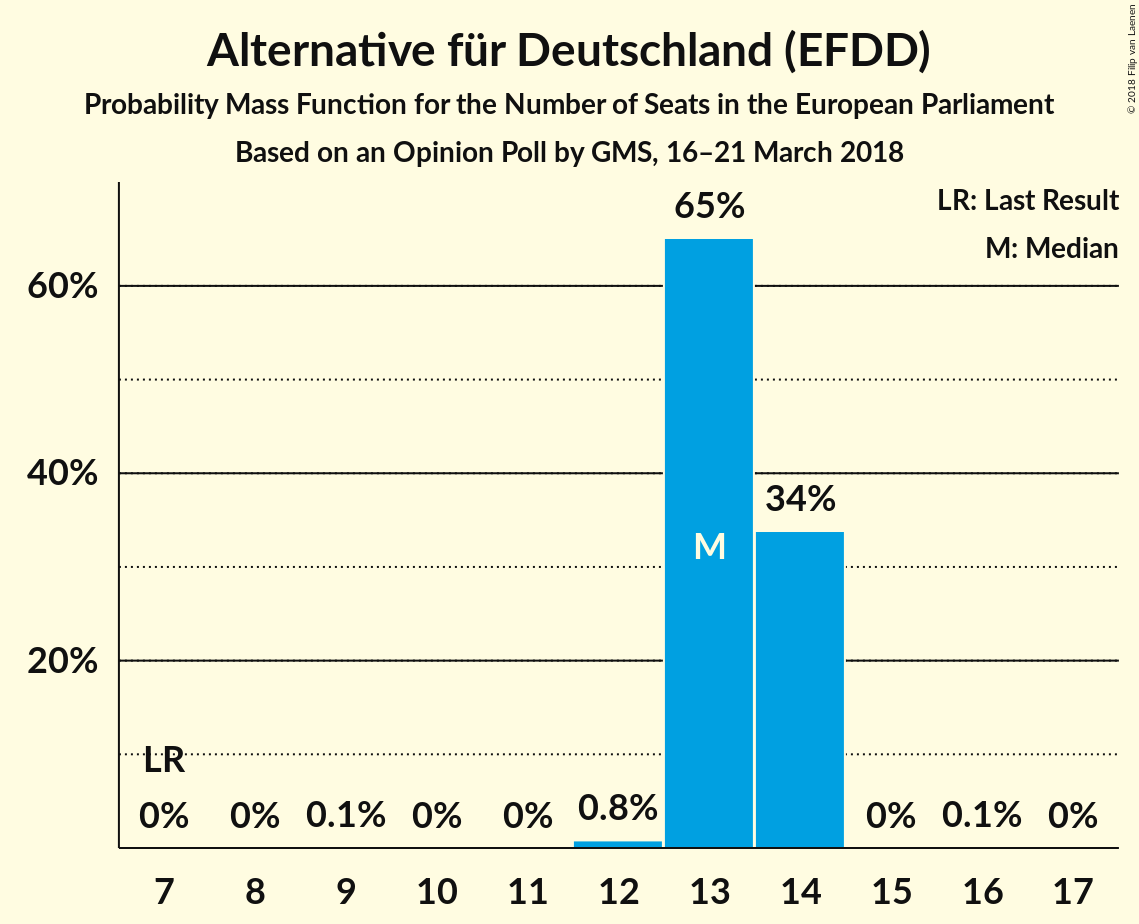 Alternative für Deutschland (EFDD)
Probability Mass Function for the Number of Seats in the European Parliament
Based on an Opinion Poll by GMS, 16–21 March 2018
© 2018 Filip van Laenen
LR: Last Result
M: Median
60%
40%
20%
65%
34%
M
LR
0% 0% 0.1% 0% 0% 0.8% 0% 0.1% 0%
7 8 9 10 11 12 13 14 15 16 17